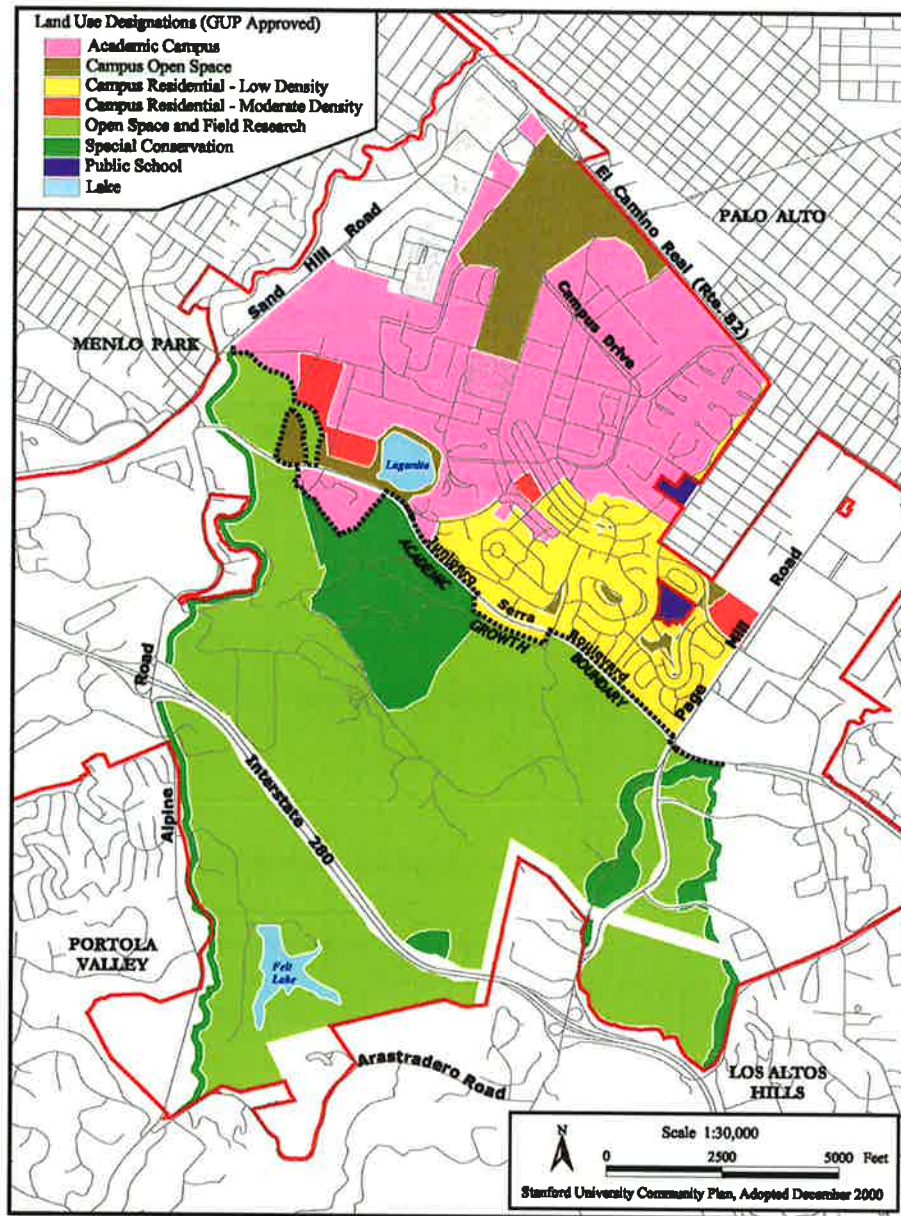 Land Use Designations (GUP Approved)
Academic Campus
Campus Open Space
Campus Residential - Low Density
Campus Residential - Moderate Density
Open Space and Field Research
Special Conservation
Public School
Lake
El Camino Real (Rte. 82)
PALO ALTO
Sand Hill Road
Campus Drive
MENLO PARK
Lagunita
Junipero Serra Boulevard
ACADEMIC GROWTH BOUNDARY
Page Hill Road
Alpine Road
Interstate 280
PORTOLA
VALLEY
Felt
Lake
Arastradero Road
LOS ALTOS
HILLS
N
Scale 1:30,000
0 2500 5000 Feet
Stanford University Community Plan, Adopted December 2000